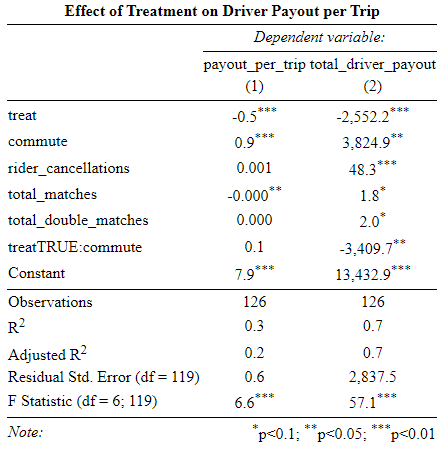 Effect of Treatment on Driver Payout per Trip
Dependent variable:
payout_per_trip total_driver_payout
(1) (2)
treat -0.5*** -2,552.2***
commute 0.9*** 3,824.9**
rider_cancellations 0.001 48.3***
total_matches -0.000** 1.8*
total_double_matches 0.000 2.0*
treatTRUE:commute 0.1 -3,409.7**
Constant 7.9*** 13,432.9***
Observations 126 126
R2 0.3 0.7
Adjusted R2 0.2 0.7
Residual Std. Error (df = 119) 0.6 2,837.5
F Statistic (df = 6; 119) 6.6*** 57.1***
Note: *p<0.1; **p<0.05; ***p<0.01